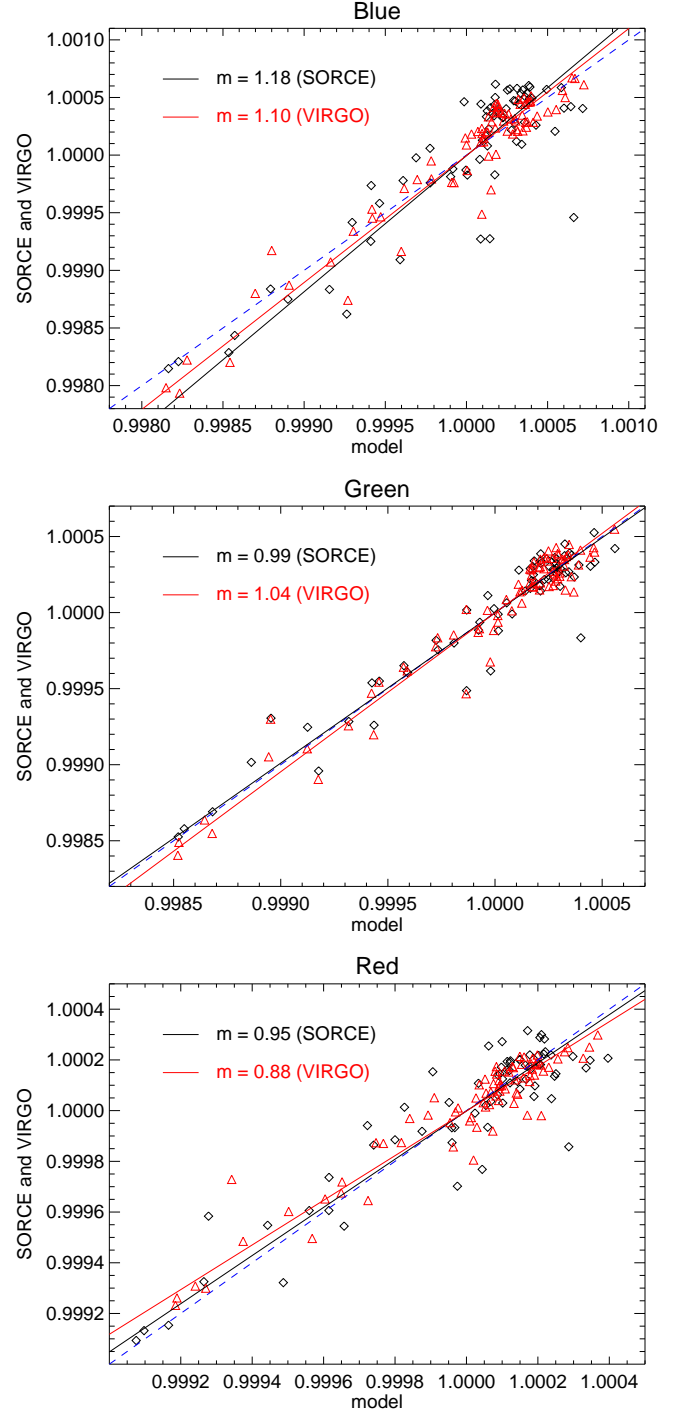 Blue
1.0010
1.0005
1.0000
0.9995
0.9990
0.9985
0.9980
SORCE and VIRGO
m = 1.18 (SORCE)
m = 1.10 (VIRGO)
0.9980 0.9985 0.9990 0.9995 1.0000 1.0005 1.0010
model
Green
1.0005
1.0000
0.9995
0.9990
0.9985
SORCE and VIRGO
m = 0.99 (SORCE)
m = 1.04 (VIRGO)
0.9985 0.9990 0.9995 1.0000 1.0005
model
Red
1.0004
1.0002
1.0000
0.9998
0.9996
0.9994
0.9992
SORCE and VIRGO
m = 0.95 (SORCE)
m = 0.88 (VIRGO)
0.9992 0.9994 0.9996 0.9998 1.0000 1.0002 1.0004
model